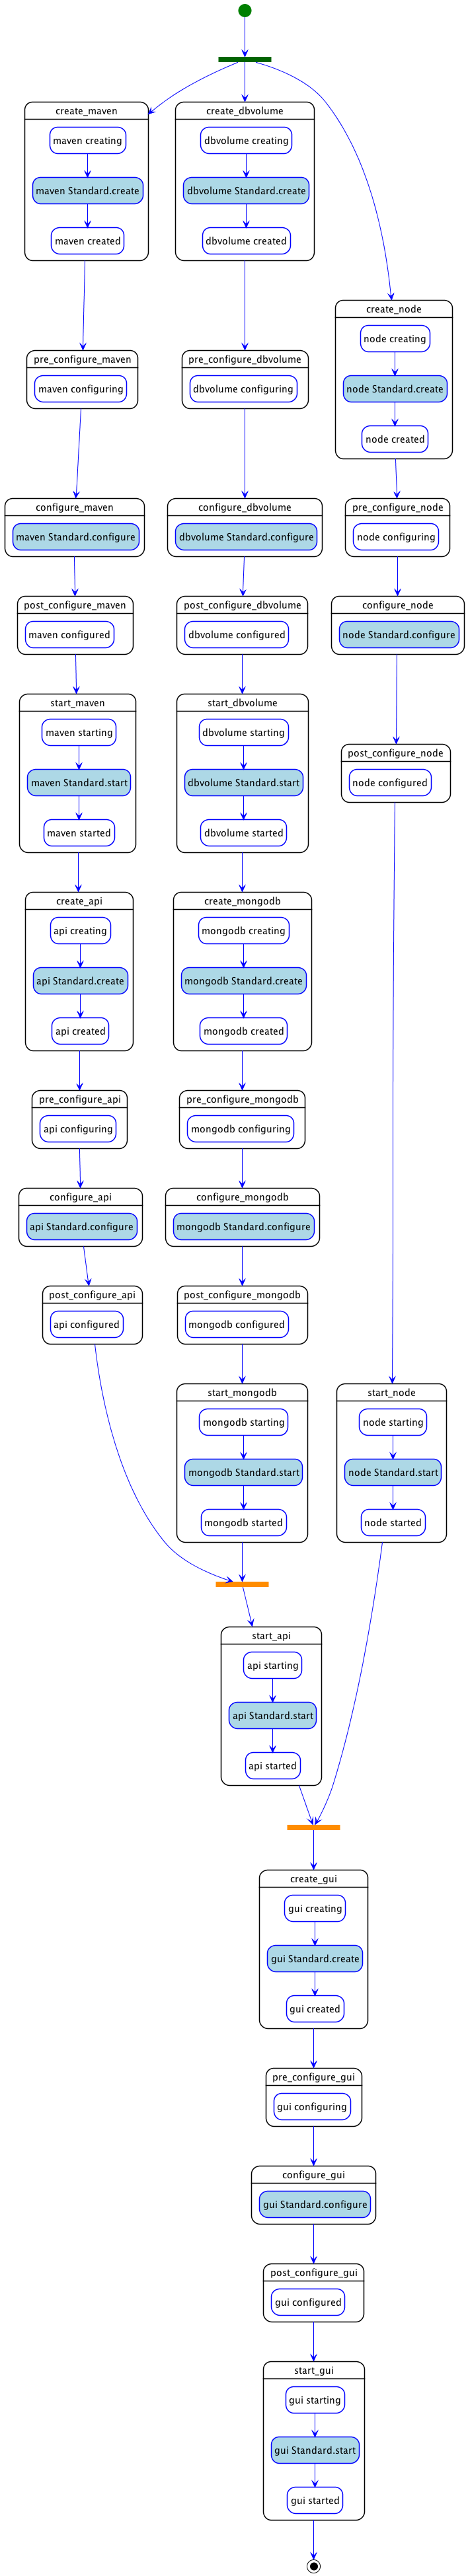 create_maven
maven creating
maven Standard.create
maven created
create_dbvolume
dbvolume creating
dbvolume Standard.create
dbvolume created
create_node
node creating
node Standard.create
node created
pre_configure_maven
maven configuring
pre_configure_dbvolume
dbvolume configuring
configure_maven
maven Standard.configure
configure_dbvolume
dbvolume Standard.configure
pre_configure_node
node configuring
post_configure_maven
maven configured
post_configure_dbvolume
dbvolume configured
configure_node
node Standard.configure
start_maven
maven starting
maven Standard.start
maven started
start_dbvolume
dbvolume starting
dbvolume Standard.start
dbvolume started
post_configure_node
node configured
create_api
api creating
api Standard.create
api created
create_mongodb
mongodb creating
mongodb Standard.create
mongodb created
pre_configure_api
api configuring
pre_configure_mongodb
mongodb configuring
configure_api
api Standard.configure
configure_mongodb
mongodb Standard.configure
post_configure_api
api configured
post_configure_mongodb
mongodb configured
start_mongodb
mongodb starting
mongodb Standard.start
mongodb started
start_node
node starting
node Standard.start
node started
start_api
api starting
api Standard.start
api started
create_gui
gui creating
gui Standard.create
gui created
pre_configure_gui
gui configuring
configure_gui
gui Standard.configure
post_configure_gui
gui configured
start_gui
gui starting
gui Standard.start
gui started